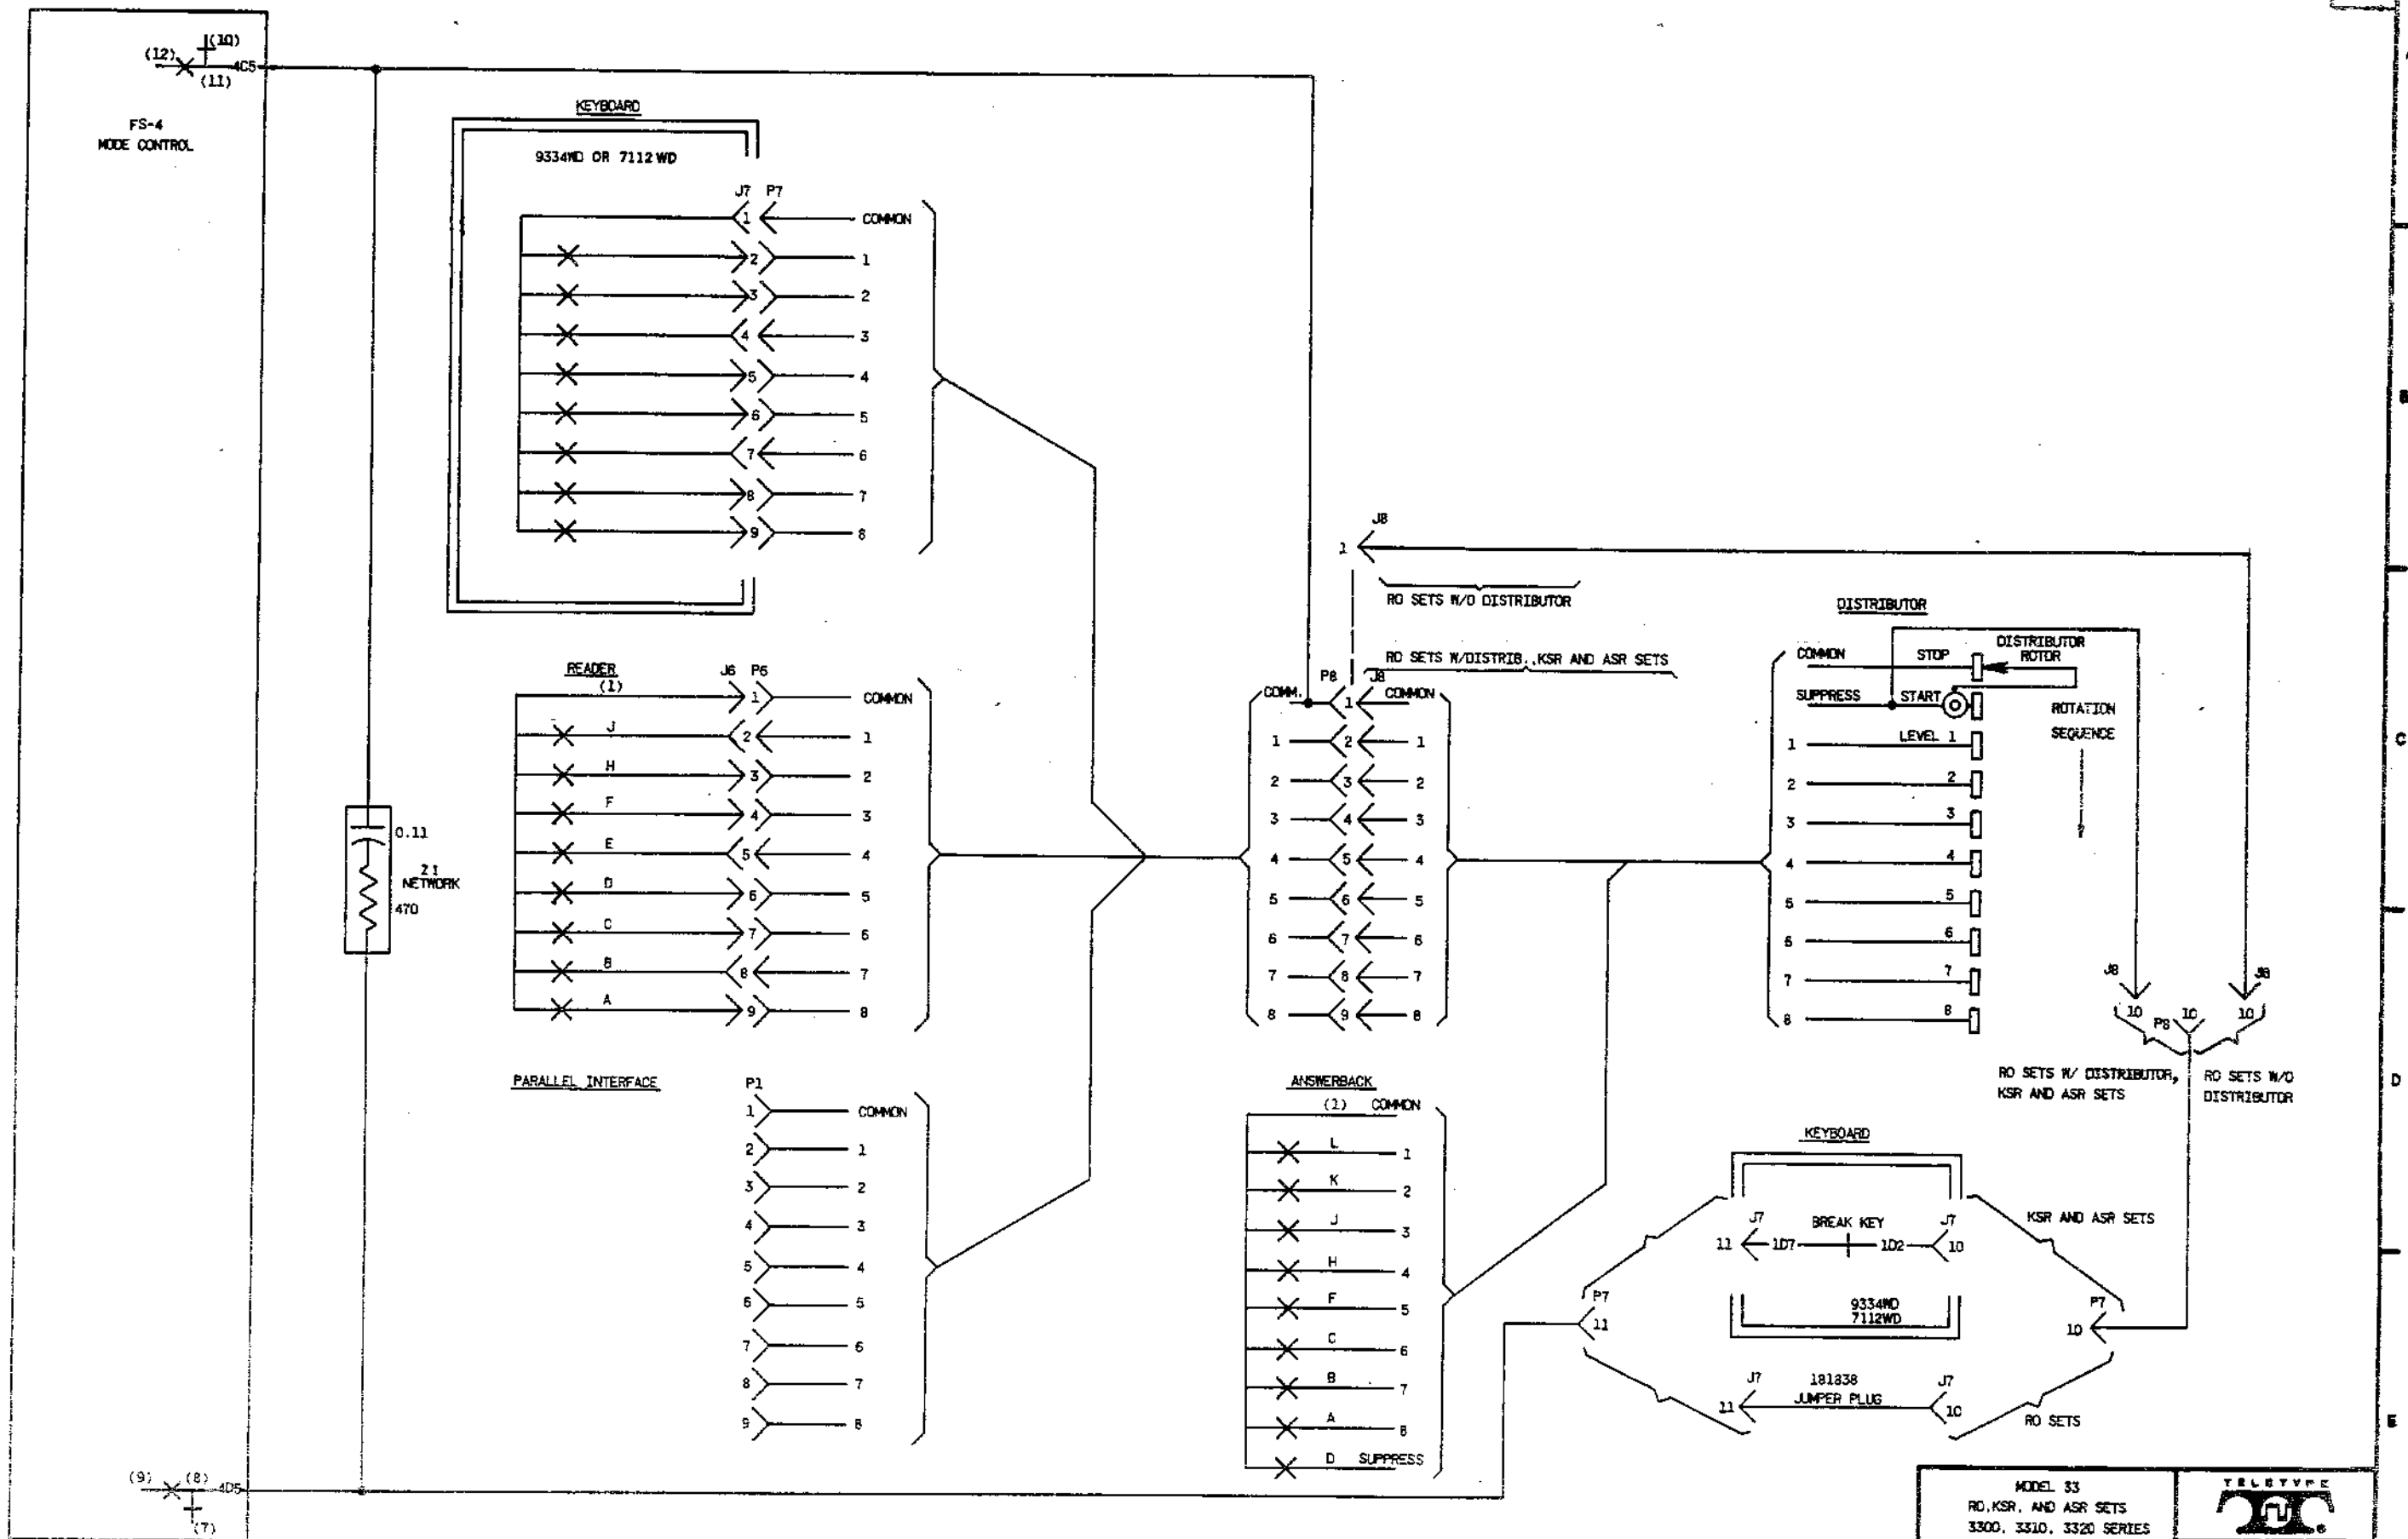 (12) (10)
(11) 4C5
FS-4
MODE CONTROL
KEYBOARD
9334WD OR 7112WD
J7 P7
1 COMMON
2 1
3 2
4 3
5 4
6 5
7 6
8 7
9 8
READER
(1)
J6 P6
1 COMMON
J 2 1
H 3 2
F 4 3
E 5 4
D 6 5
C 7 6
B 8 7
A 9 8
0.11
Z1
NETWORK
470
PARALLEL INTERFACE
P1
1 COMMON
2 1
3 2
4 3
5 4
6 5
7 6
8 7
9 8
(9) (8) 4D5
(7)
J8
1
RO SETS W/O DISTRIBUTOR
RO SETS W/DISTRIB., KSR AND ASR SETS
P8 J8
COMM. 1 COMMON
1 2 1
2 3 2
3 4 3
4 5 4
5 6 5
6 7 6
7 8 7
8 9 8
ANSWERBACK
(1) COMMON
L 1
K 2
J 3
H 4
F 5
C 6
B 7
A 8
D SUPPRESS
DISTRIBUTOR
COMMON STOP
DISTRIBUTOR
ROTOR
SUPPRESS START
ROTATION
SEQUENCE
1 LEVEL 1
2 2
3 3
4 4
5 5
6 6
7 7
8 8
J8 J8
10 P8 10 10
RO SETS W/ DISTRIBUTOR,
KSR AND ASR SETS
RO SETS W/O
DISTRIBUTOR
KEYBOARD
KSR AND ASR SETS
J7 BREAK KEY J7
11 1D7 1D2 10
9334WD
7112WD
P7
11
P7
10
J7 181838 J7
11 JUMPER PLUG 10
RO SETS
B
C
D
E
MODEL 33
RO, KSR, AND ASR SETS
3300, 3310, 3320 SERIES
TELETYPE